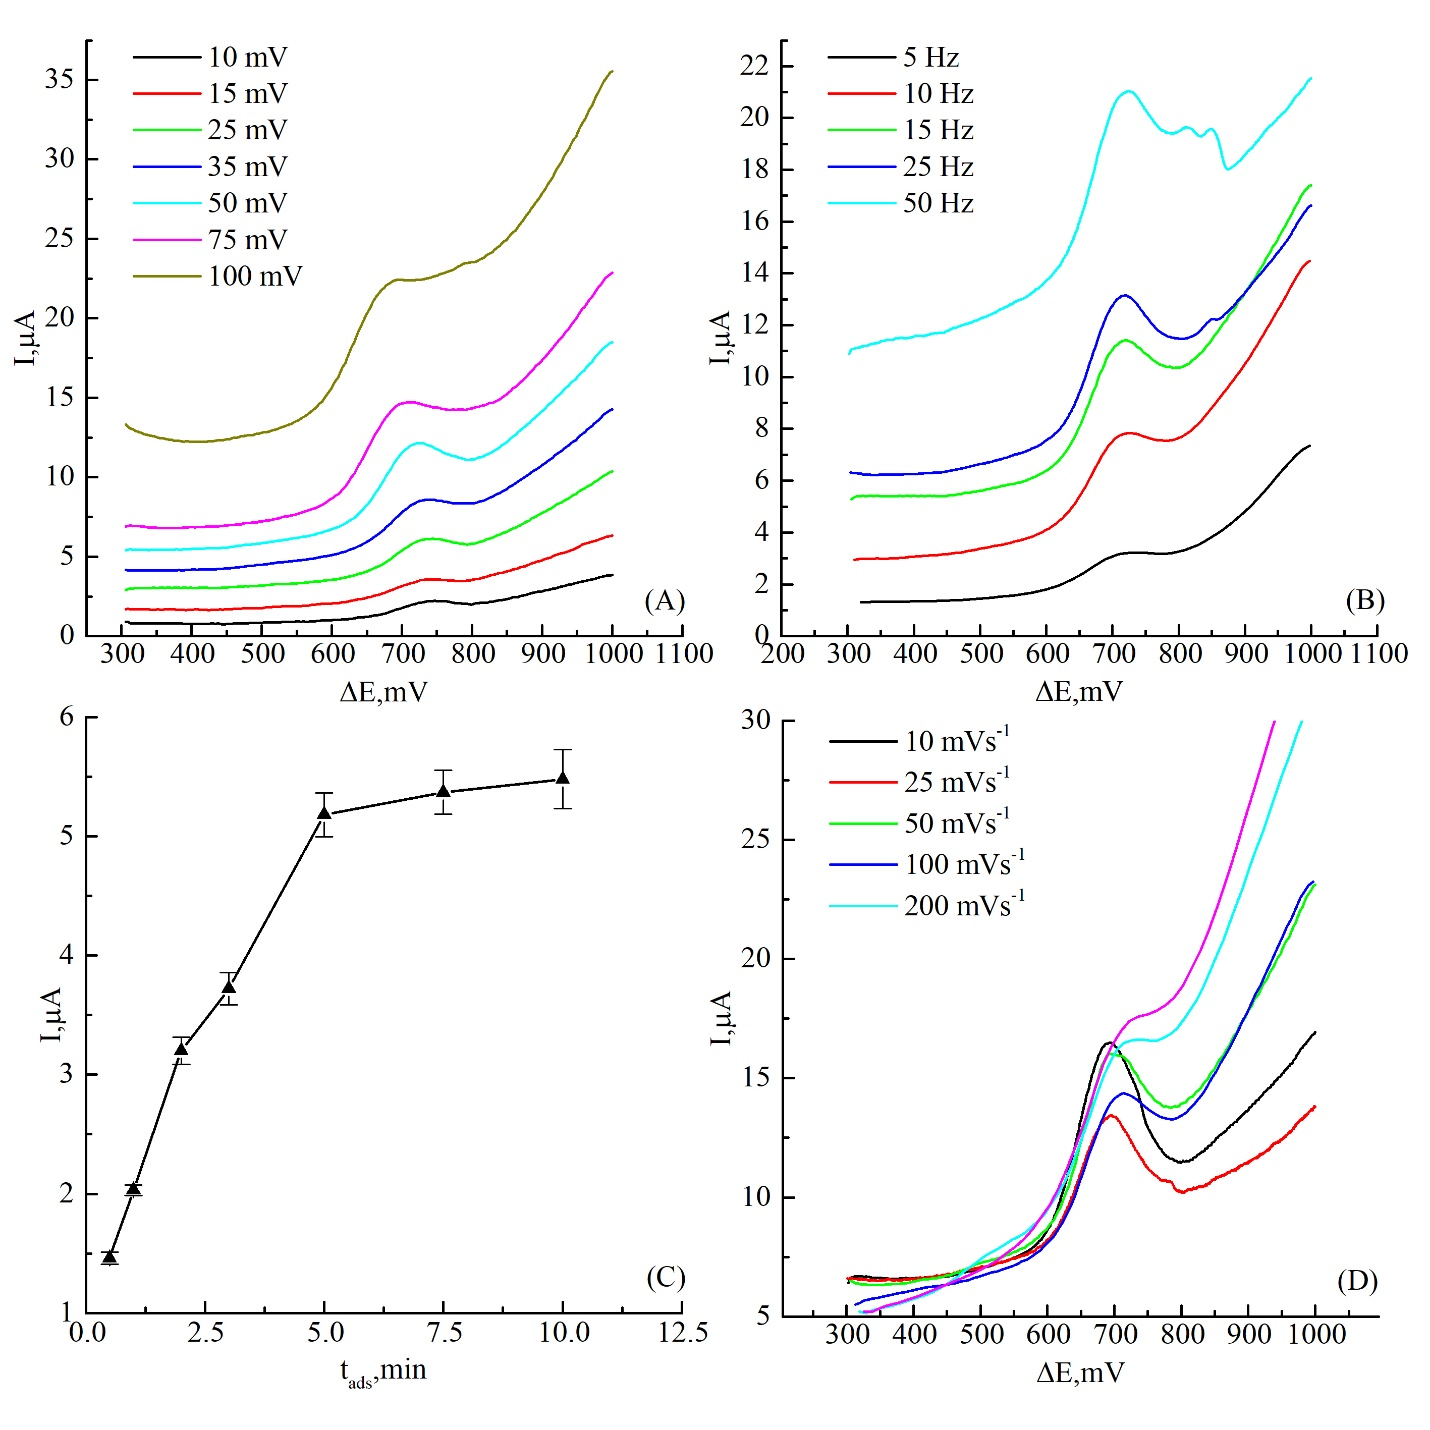 10 mV
15 mV
25 mV
35 mV
50 mV
75 mV
100 mV
35
30
25
20
15
10
5
0
I,μA
300 400 500 600 700 800 900 1000 1100
ΔE,mV
(A)
5 Hz
10 Hz
15 Hz
25 Hz
50 Hz
22
20
18
16
14
12
10
8
6
4
2
0
I,μA
200 300 400 500 600 700 800 900 1000 1100
ΔE,mV
(B)
6
5
4
3
2
1
I,μA
0.0 2.5 5.0 7.5 10.0 12.5
t_ads,min
(C)
10 mVs⁻¹
25 mVs⁻¹
50 mVs⁻¹
100 mVs⁻¹
200 mVs⁻¹
30
25
20
15
10
5
I,μA
300 400 500 600 700 800 900 1000
ΔE,mV
(D)